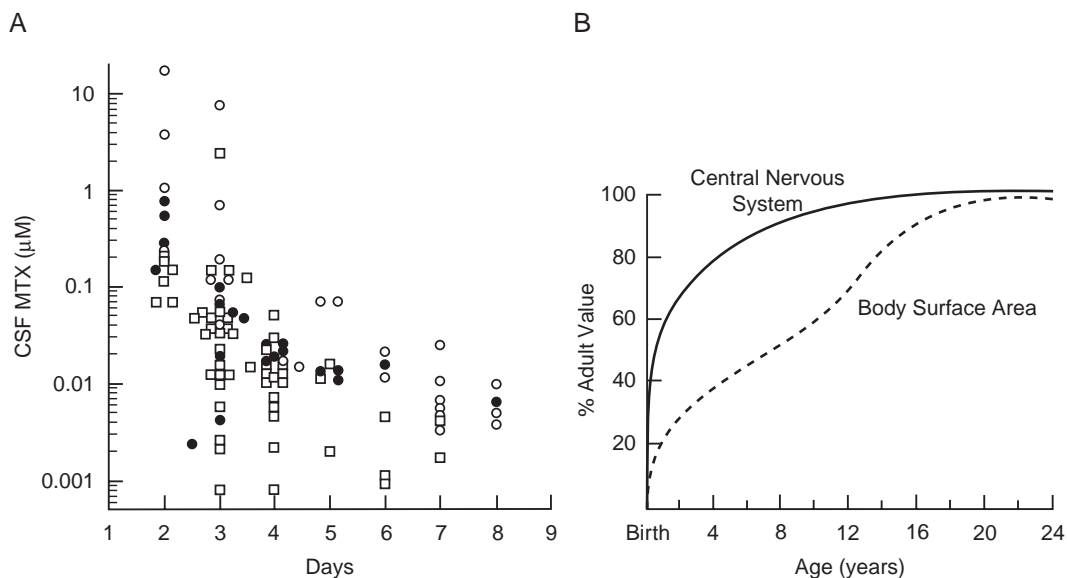 A
10
1
0.1
0.01
0.001
CSF MTX (μM)
1 2 3 4 5 6 7 8 9
Days
B
100
80
60
40
20
% Adult Value
Central Nervous
System
Body Surface Area
Birth 4 8 12 16 20 24
Age (years)